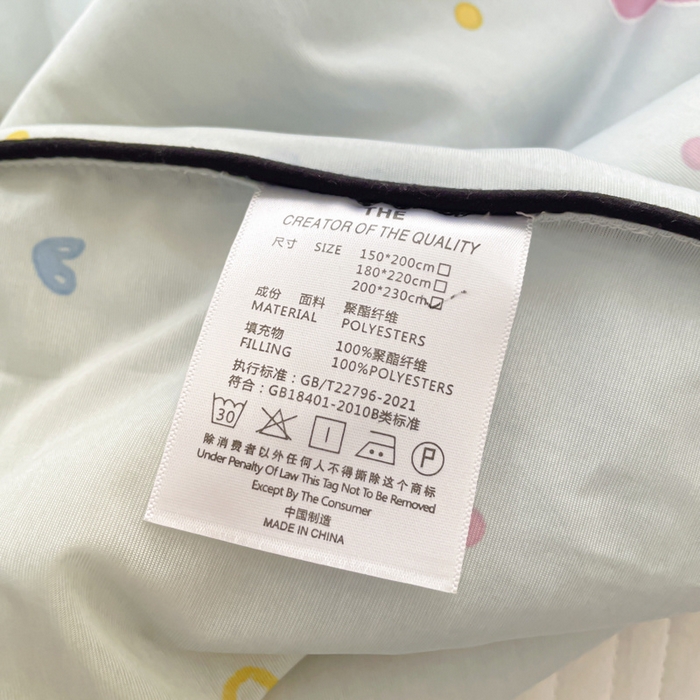 THE
CREATOR OF THE QUALITY
尺寸 SIZE 150*200cm
180*220cm
200*230cm
成份 面料 聚酯纤维
MATERIAL POLYESTERS
填充物 100%聚酯纤维
FILLING 100%POLYESTERS
执行标准：GB/T22796-2021
符合：GB18401-2010B类标准
30 P
除消费者以外任何人不得撕除这个商标
Under Penalty Of Law This Tag Not To Be Removed
Except By The Consumer
中国制造
MADE IN CHINA